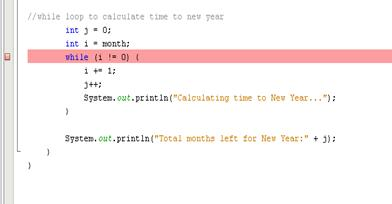 //while loop to calculate time to new year
int j = 0;
int i = month;
while (i != 0) {
i += 1;
j++;
System.out.println("Calculating time to New Year...");
}
System.out.println("Total months left for New Year:" + j);
}
}